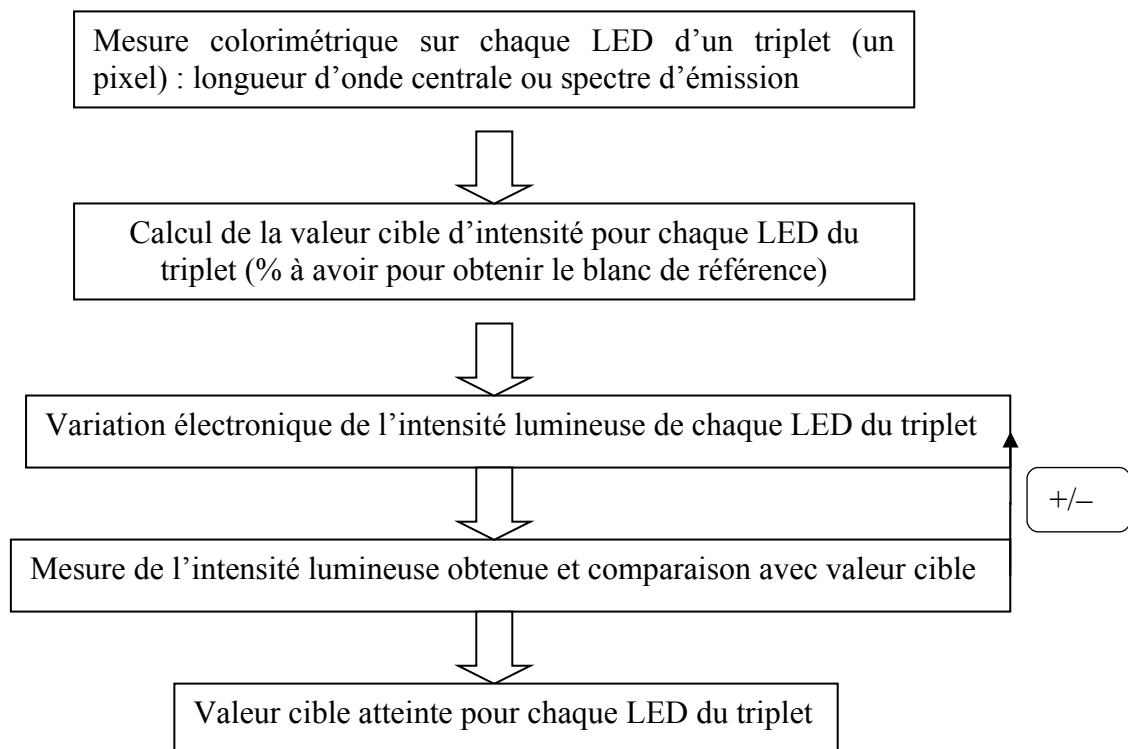 Mesure colorimétrique sur chaque LED d’un triplet (un
pixel) : longueur d’onde centrale ou spectre d’émission
Calcul de la valeur cible d’intensité pour chaque LED du
triplet (% à avoir pour obtenir le blanc de référence)
Variation électronique de l’intensité lumineuse de chaque LED du triplet
+/–
Mesure de l’intensité lumineuse obtenue et comparaison avec valeur cible
Valeur cible atteinte pour chaque LED du triplet